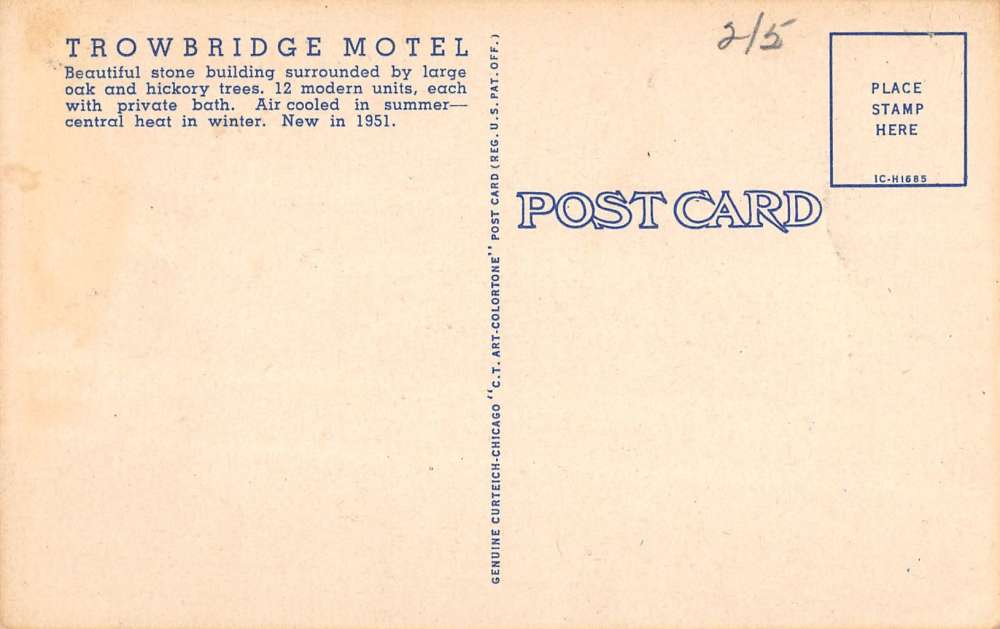 TROWBRIDGE MOTEL
Beautiful stone building surrounded by large
oak and hickory trees. 12 modern units, each
with private bath. Air cooled in summer—
central heat in winter. New in 1951.
GENUINE CURTEICH-CHICAGO "C.T. ART-COLORTONE" POST CARD (REG. U.S. PAT. OFF.)
2/5
PLACE
STAMP
HERE
1C-H1685
POST CARD